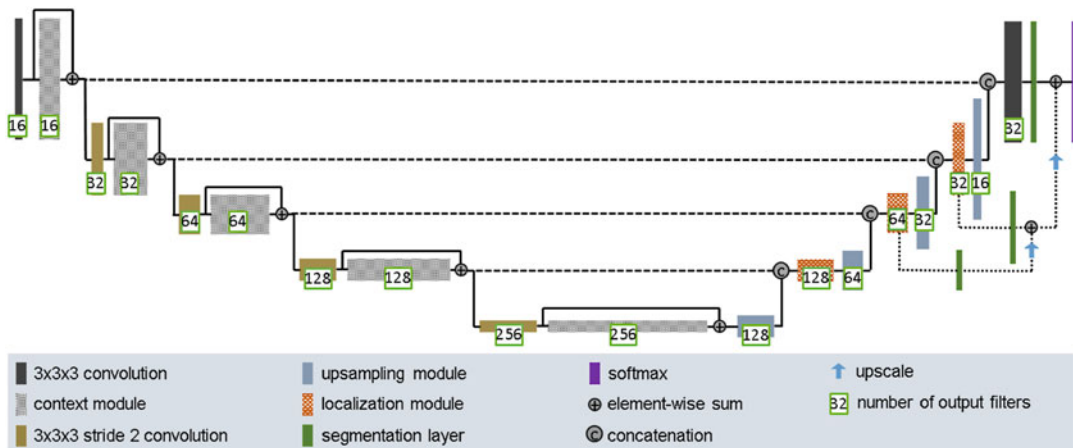 16
16
32
32
64
64
128
128
256
256
128
128
64
64
32
32
16
32
3x3x3 convolution
context module
3x3x3 stride 2 convolution
upsampling module
localization module
segmentation layer
softmax
element-wise sum
C concatenation
upscale
32 number of output filters
C
C
C
C